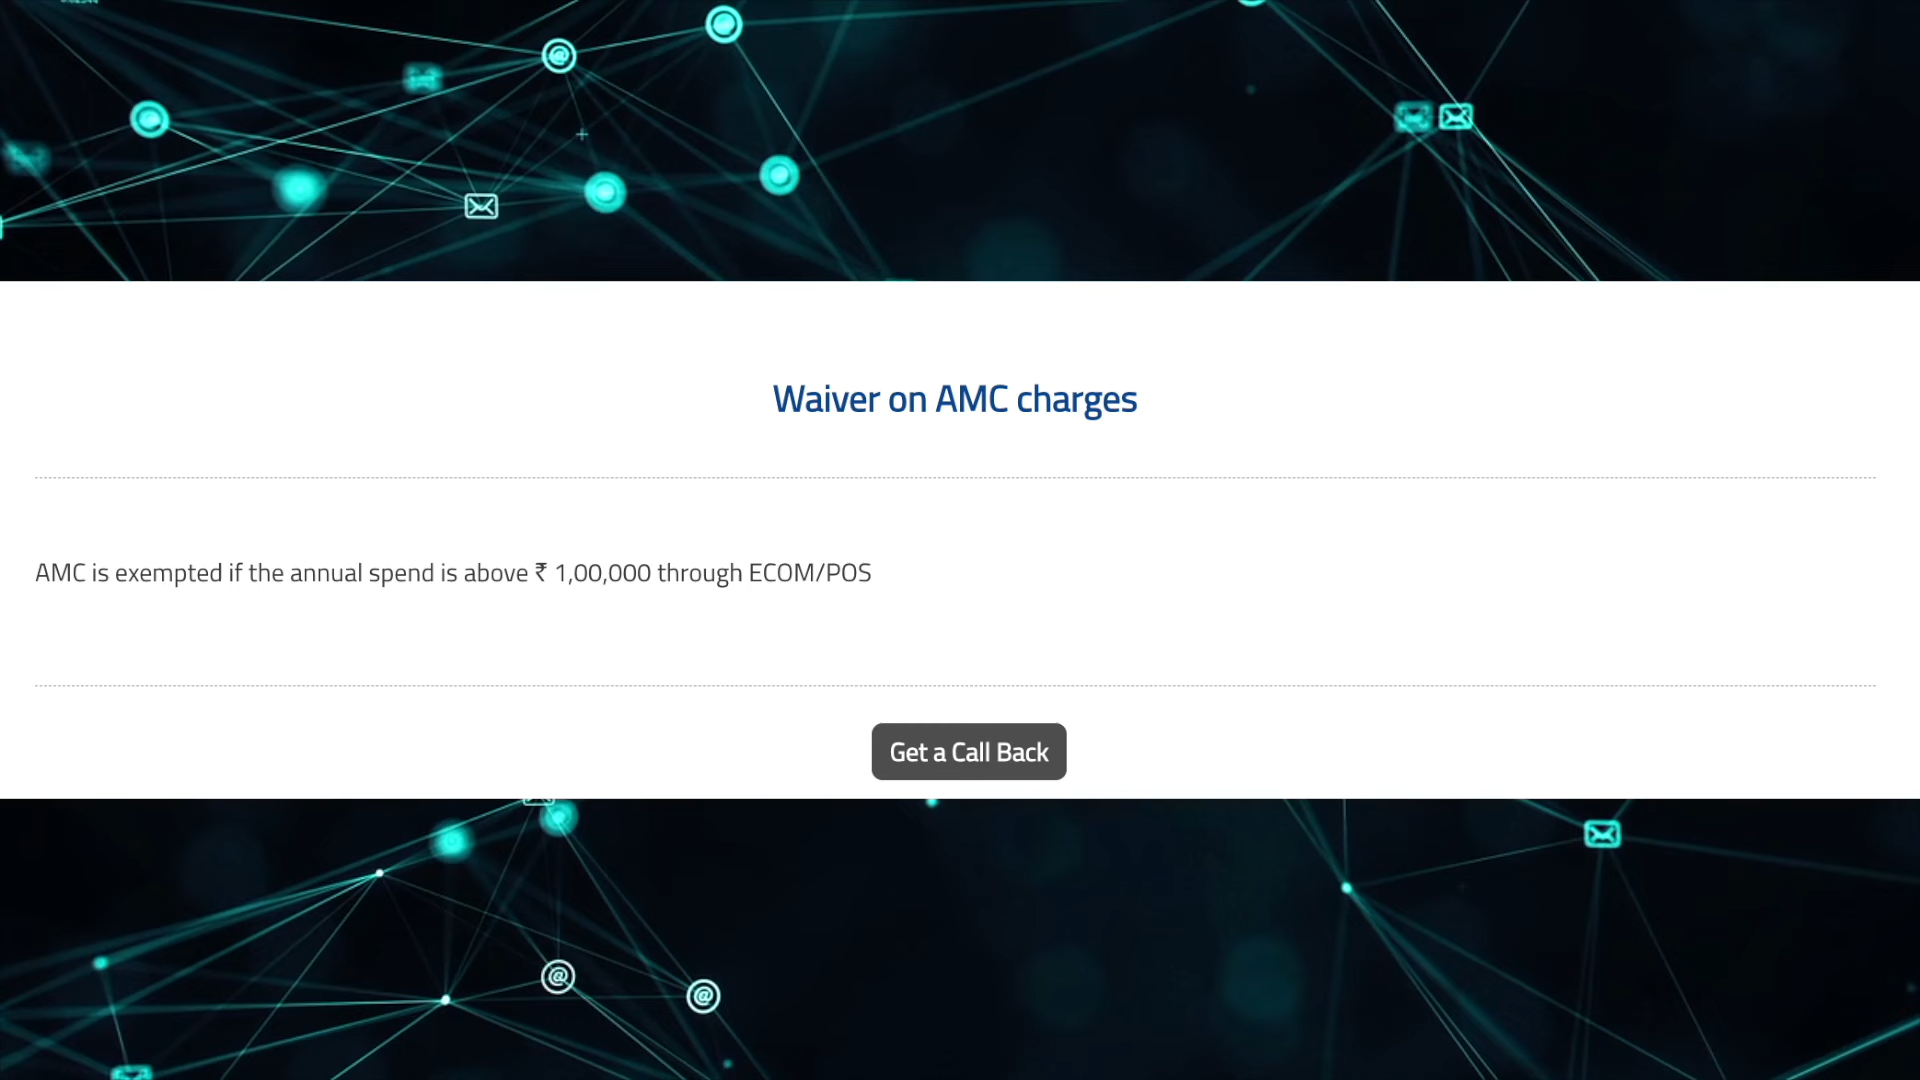 Waiver on AMC charges
AMC is exempted if the annual spend is above ₹ 1,00,000 through ECOM/POS
Get a Call Back